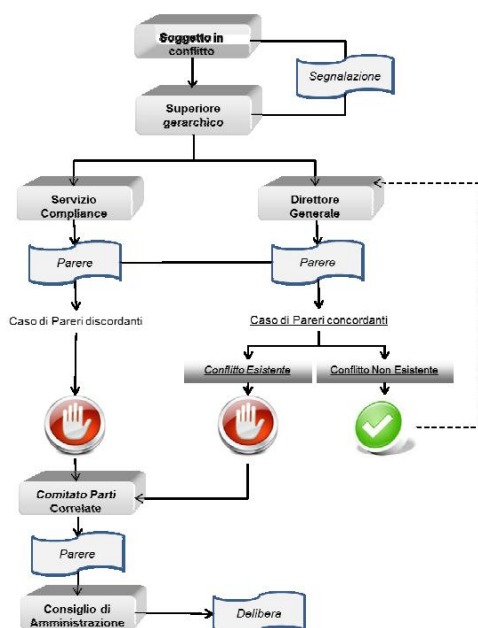 Soggetto in
conflitto
Segnalazione
Superiore
gerarchico
Servizio
Compliance
Direttore
Generale
Parere
Parere
Caso di Pareri discordanti
Caso di Pareri concordanti
Conflitto Esistente
Conflitto Non Esistente
Comitato Parti
Correlate
Parere
Consiglio di
Amministrazione
Delibera